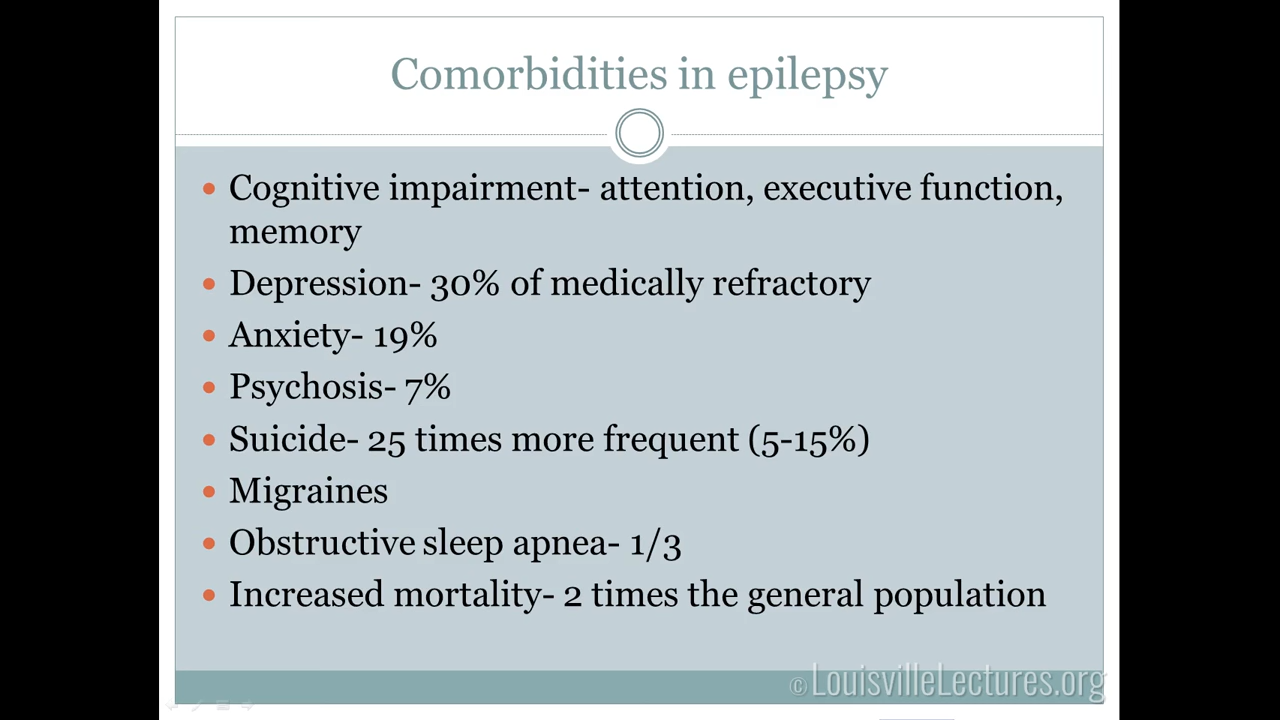 Comorbidities in epilepsy
• Cognitive impairment- attention, executive function,
memory
• Depression- 30% of medically refractory
• Anxiety- 19%
• Psychosis- 7%
• Suicide- 25 times more frequent (5-15%)
• Migraines
• Obstructive sleep apnea- 1/3
• Increased mortality- 2 times the general population
© LouisvilleLectures.org